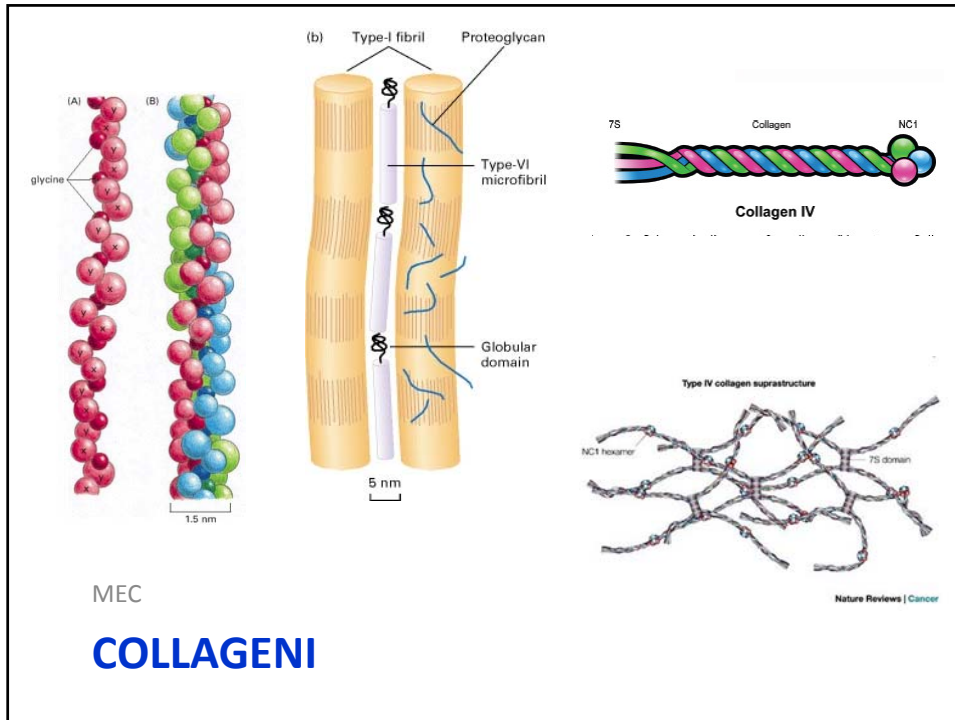 (A)
(B)
y
x
y
x
y
glycine
x
y
x
y
x
y
x
y
x
y
x
y
x
1.5 nm
(b)
Type-I fibril
Proteoglycan
Type-VI
microfibril
Globular
domain
5 nm
7S
Collagen
NC1
Collagen IV
Type IV collagen suprastructure
NC1 hexamer
7S domain
Nature Reviews | Cancer
MEC
COLLAGENI